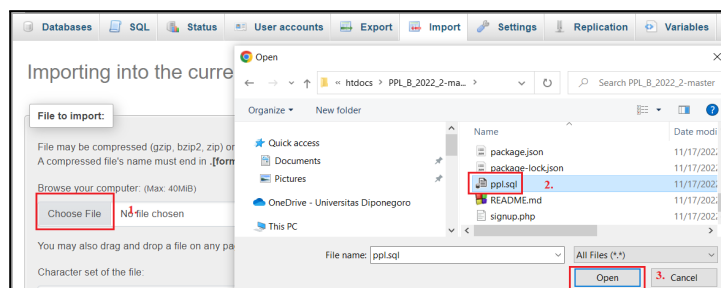 Databases SQL Status User accounts Export Import Settings Replication Variables
Importing into the curre
File to import:
File may be compressed (gzip, bzip2, zip) or
A compressed file's name must end in .[form
Browse your computer: (Max: 40MiB)
Choose File No file chosen
1.
You may also drag and drop a file on any pa
Character set of the file:
Open
« htdocs > PPL_B_2022_2-ma... >
Search PPL_B_2022_2-master
Organize New folder
Quick access
Documents
Pictures
OneDrive - Universitas Diponegoro
This PC
Name Date modi
package.json 11/17/2022
package-lock.json 11/17/2022
ppl.sql 2. 11/17/2022
README.md 11/17/2022
signup.php 11/17/2022
File name: ppl.sql All Files (*.*)
Open 3. Cancel